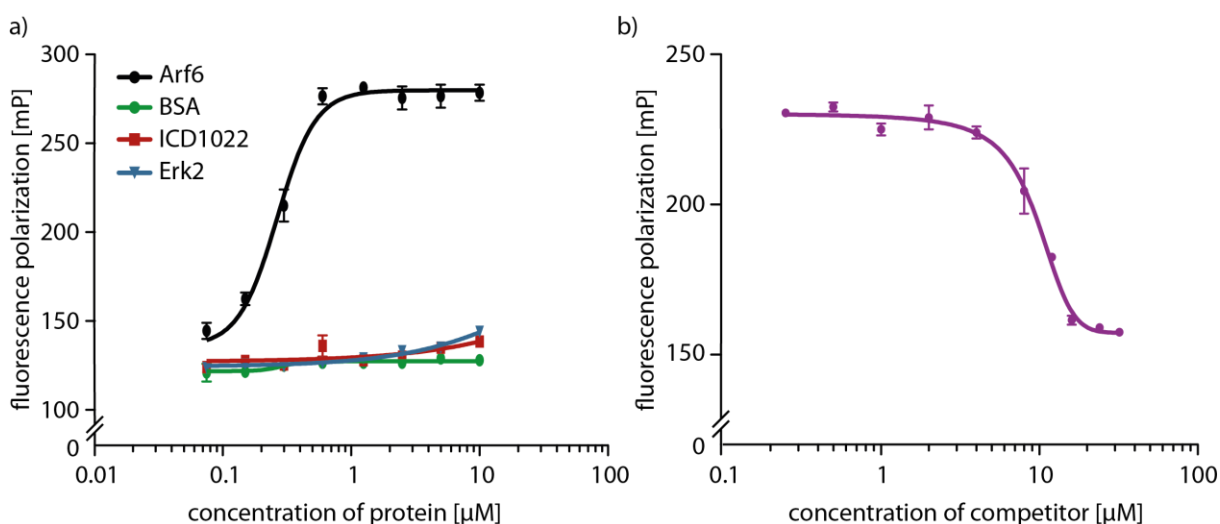 a)
fluorescence polarization [mP]
300
250
200
150
100
0
Arf6
BSA
ICD1022
Erk2
0.01
0.1
1
10
100
concentration of protein [µM]
b)
fluorescence polarization [mP]
250
200
150
0
0.1
1
10
100
concentration of competitor [µM]